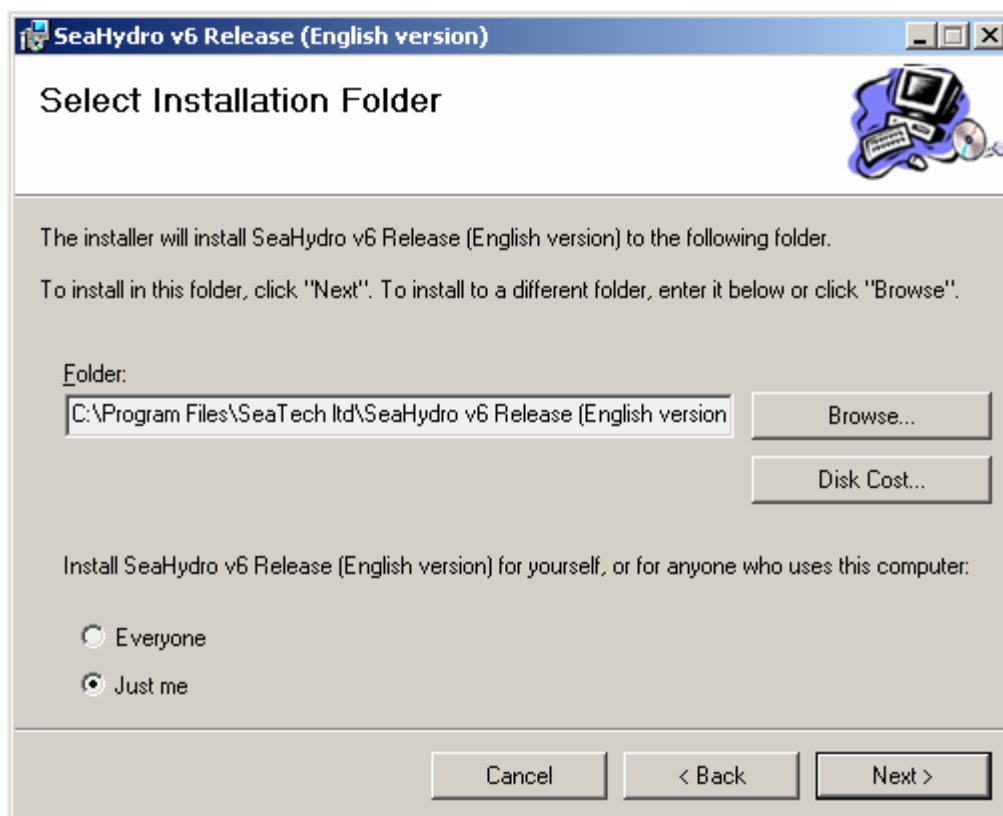 SeaHydro v6 Release (English version)
Select Installation Folder
The installer will install SeaHydro v6 Release (English version) to the following folder.
To install in this folder, click "Next". To install to a different folder, enter it below or click "Browse".
Folder:
C:\Program Files\SeaTech ltd\SeaHydro v6 Release (English version
Browse...
Disk Cost...
Install SeaHydro v6 Release (English version) for yourself, or for anyone who uses this computer:
Everyone
Just me
Cancel
< Back
Next >